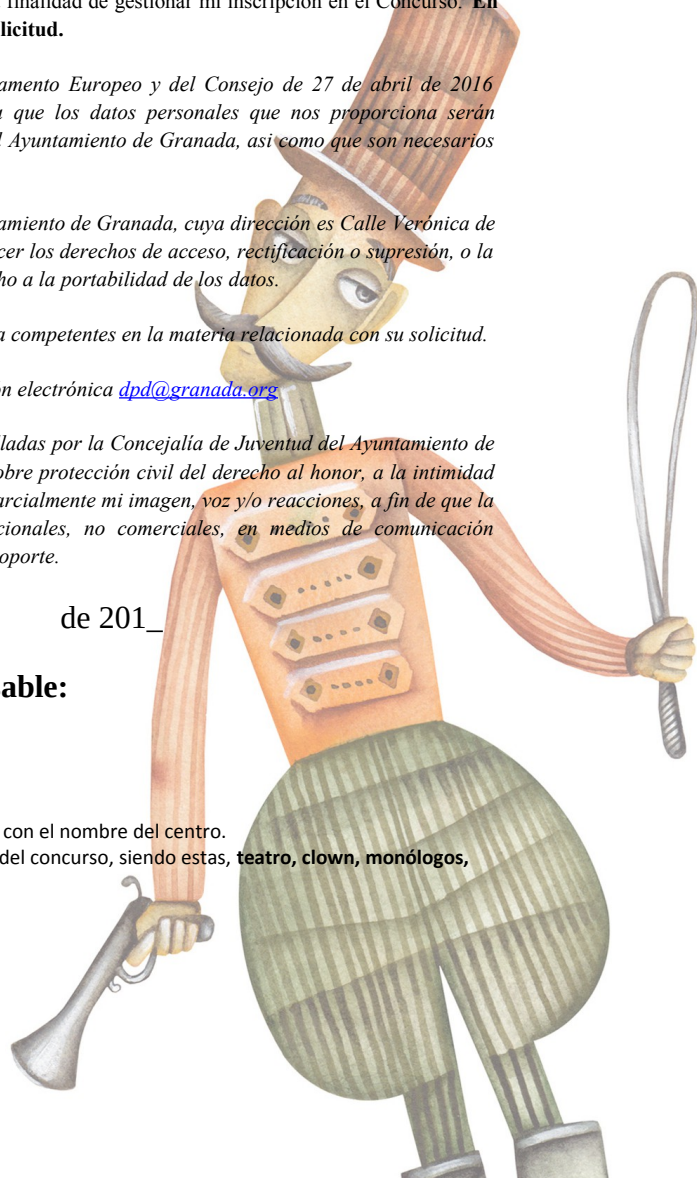 finalidad de gestionar mi inscripción en el Concurso. En
licitud.
amento Europeo y del Consejo de 27 de abril de 2016
que los datos personales que nos proporciona serán
l Ayuntamiento de Granada, asi como que son necesarios
amiento de Granada, cuya dirección es Calle Verónica de
cer los derechos de acceso, rectificación o supresión, o la
ho a la portabilidad de los datos.
a competentes en la materia relacionada con su solicitud.
ón electrónica dpd@granada.org
lladas por la Concejalía de Juventud del Ayuntamiento de
obre protección civil del derecho al honor, a la intimidad
arcialmente mi imagen, voz y/o reacciones, a fin de que la
cionales, no comerciales, en medios de comunicación
oporte.
de 201_
able:
con el nombre del centro.
del concurso, siendo estas, teatro, clown, monólogos,